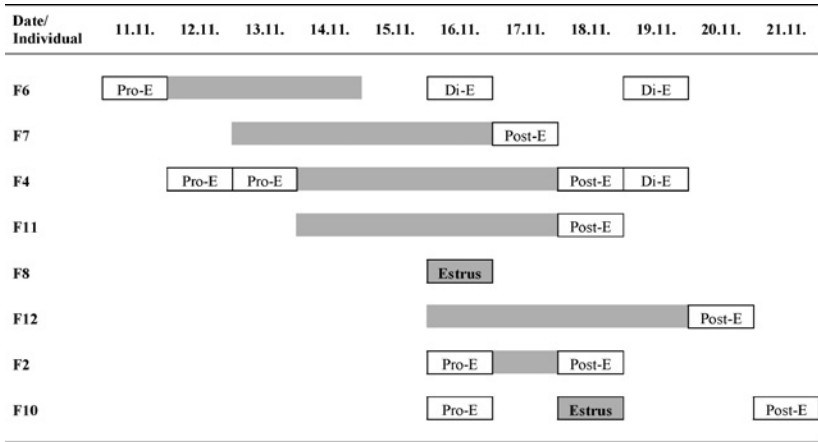 Date/
Individual 11.11. 12.11. 13.11. 14.11. 15.11. 16.11. 17.11. 18.11. 19.11. 20.11. 21.11.
F6 Pro-E Di-E Di-E
F7 Post-E
F4 Pro-E Pro-E Post-E Di-E
F11 Post-E
F8 Estrus
F12 Post-E
F2 Pro-E Post-E
F10 Pro-E Estrus Post-E